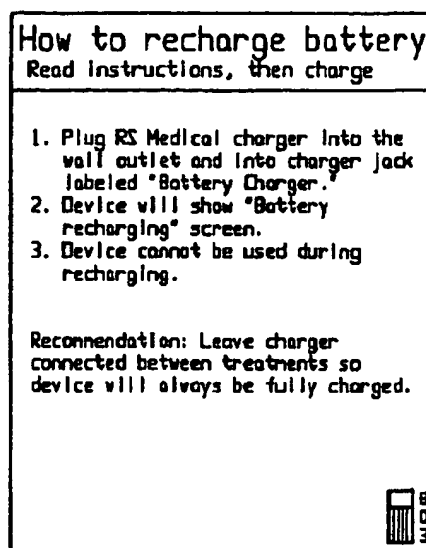 How to recharge battery
Read instructions, then charge
1. Plug RS Medical charger into the
wall outlet and into charger jack
labeled "Battery Charger."
2. Device will show "Battery
recharging" screen.
3. Device cannot be used during
recharging.
Recommendation: Leave charger
connected between treatments so
device will always be fully charged.